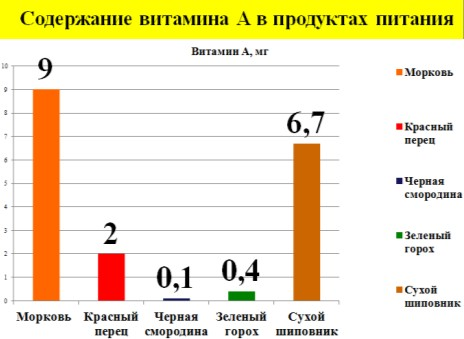 Содержание витамина А в продуктах питания
Витамин А, мг
10
9
8
7
6
5
4
3
2
1
0
9
2
0,1
0,4
6,7
Морковь
Красный
перец
Черная
смородина
Зеленый
горох
Сухой
шиповник
Морковь
Красный
перец
Черная
смородина
Зеленый
горох
Сухой
шиповник